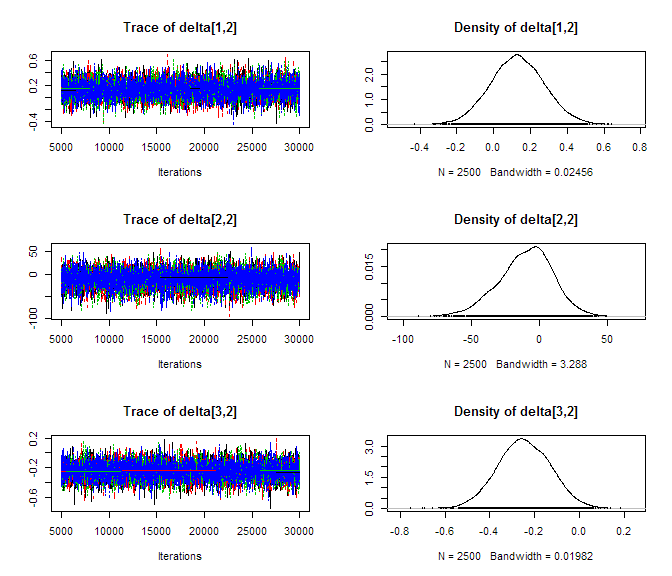 Trace of delta[1,2]
0.6
0.2
-0.4
5000 10000 15000 20000 25000 30000
Iterations
Density of delta[1,2]
2.0
1.0
0.0
-0.4 -0.2 0.0 0.2 0.4 0.6 0.8
N = 2500 Bandwidth = 0.02456
Trace of delta[2,2]
50
0
-100
5000 10000 15000 20000 25000 30000
Iterations
Density of delta[2,2]
0.015
0.000
-100 -50 0 50
N = 2500 Bandwidth = 3.288
Trace of delta[3,2]
0.2
-0.2
-0.6
5000 10000 15000 20000 25000 30000
Iterations
Density of delta[3,2]
3.0
1.5
0.0
-0.8 -0.6 -0.4 -0.2 0.0 0.2
N = 2500 Bandwidth = 0.01982